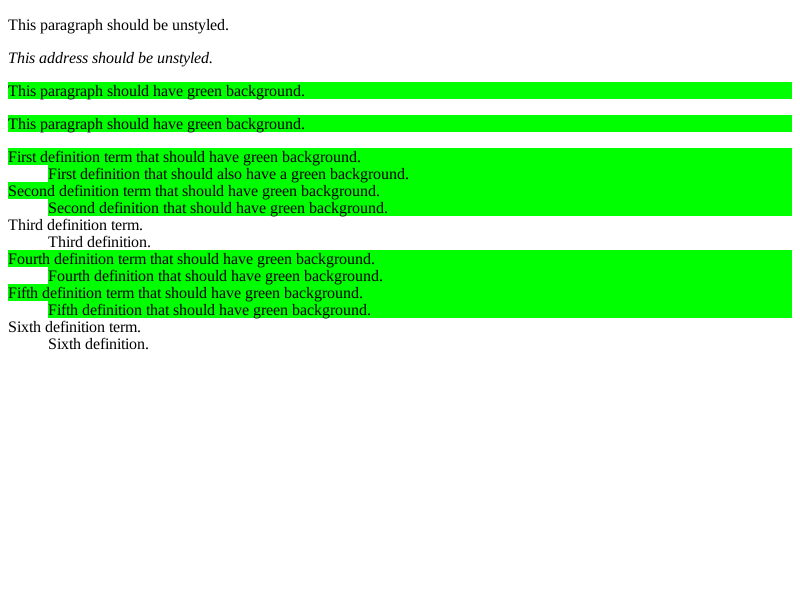 This paragraph should be unstyled.
This address should be unstyled.
This paragraph should have green background.
This paragraph should have green background.
First definition term that should have green background.
First definition that should also have a green background.
Second definition term that should have green background.
Second definition that should have green background.
Third definition term.
Third definition.
Fourth definition term that should have green background.
Fourth definition that should have green background.
Fifth definition term that should have green background.
Fifth definition that should have green background.
Sixth definition term.
Sixth definition.